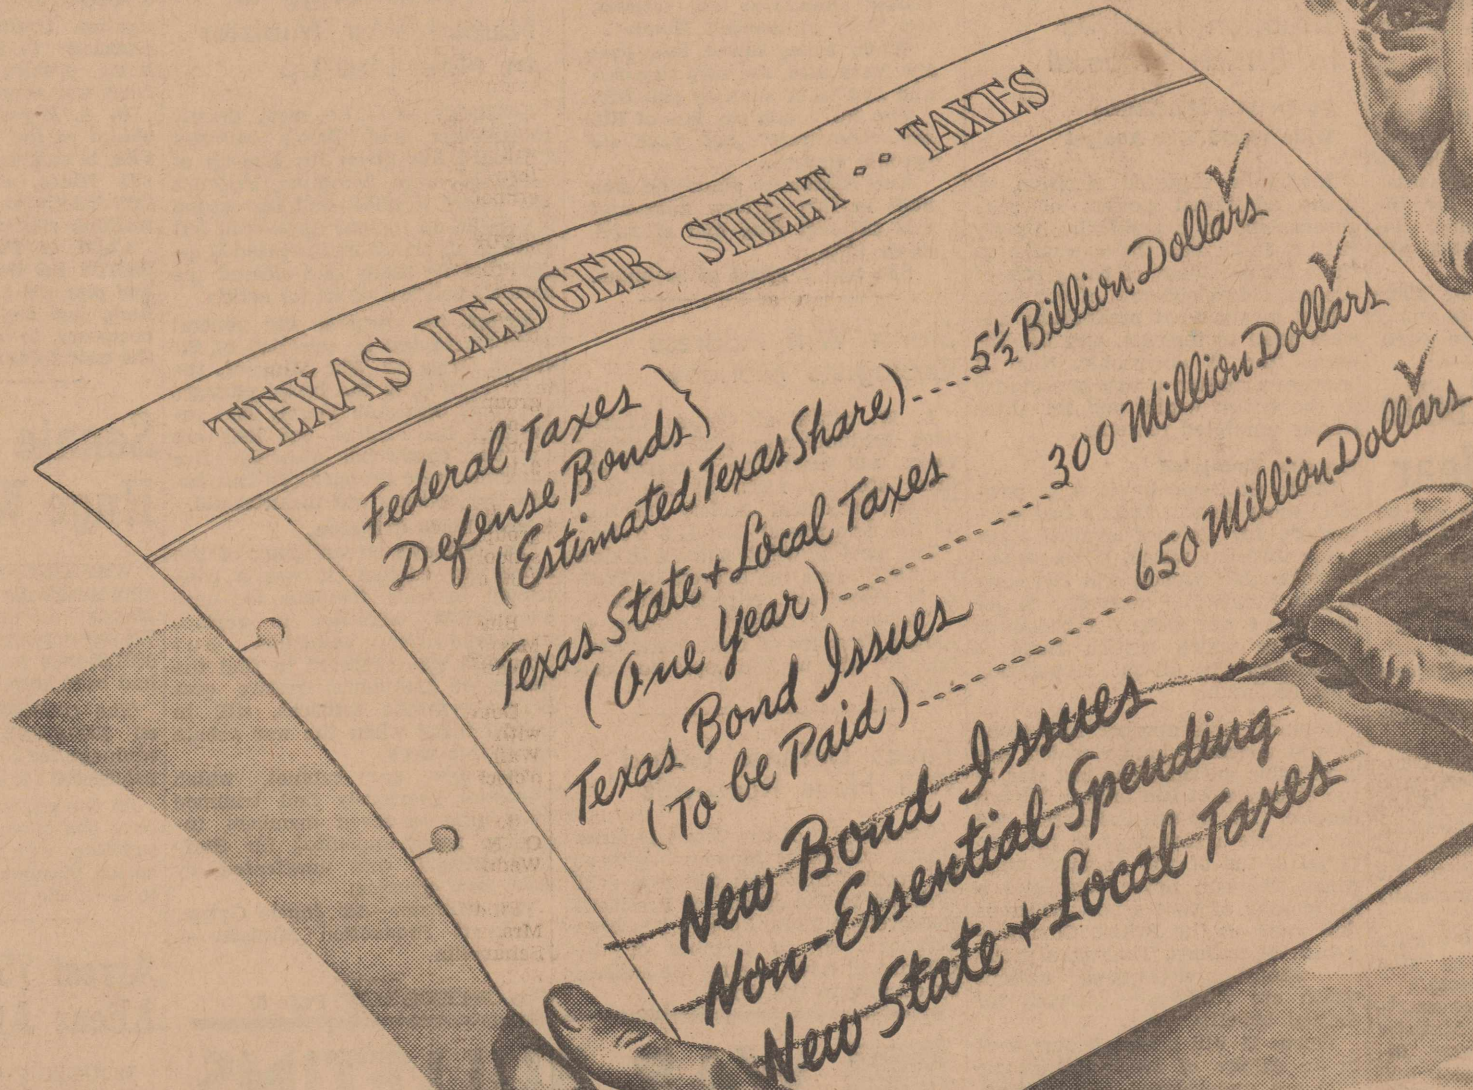 TEXAS LEDGER SHEET -- TAXES
Federal Taxes }
Defense Bonds
(Estimated Texas Share)....5½ Billion Dollars ✓
Texas State & Local Taxes
(One Year)..............300 Million Dollars ✓
Texas Bond Issues
(To be Paid)..............650 Million Dollars ✓
New Bond Issues
Non-Essential Spending
New State & Local Taxes